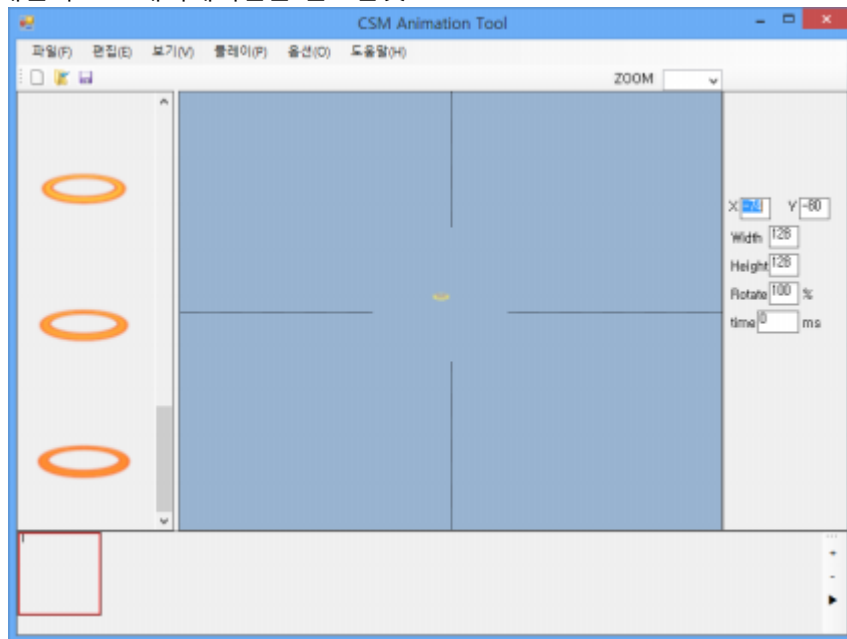 CSM Animation Tool
파일(F) 편집(E) 보기(V) 플레이(P) 옵션(O) 도움말(H)
ZOOM
X Y -80
Width 128
Height 128
Rotate 100 %
time 0 ms